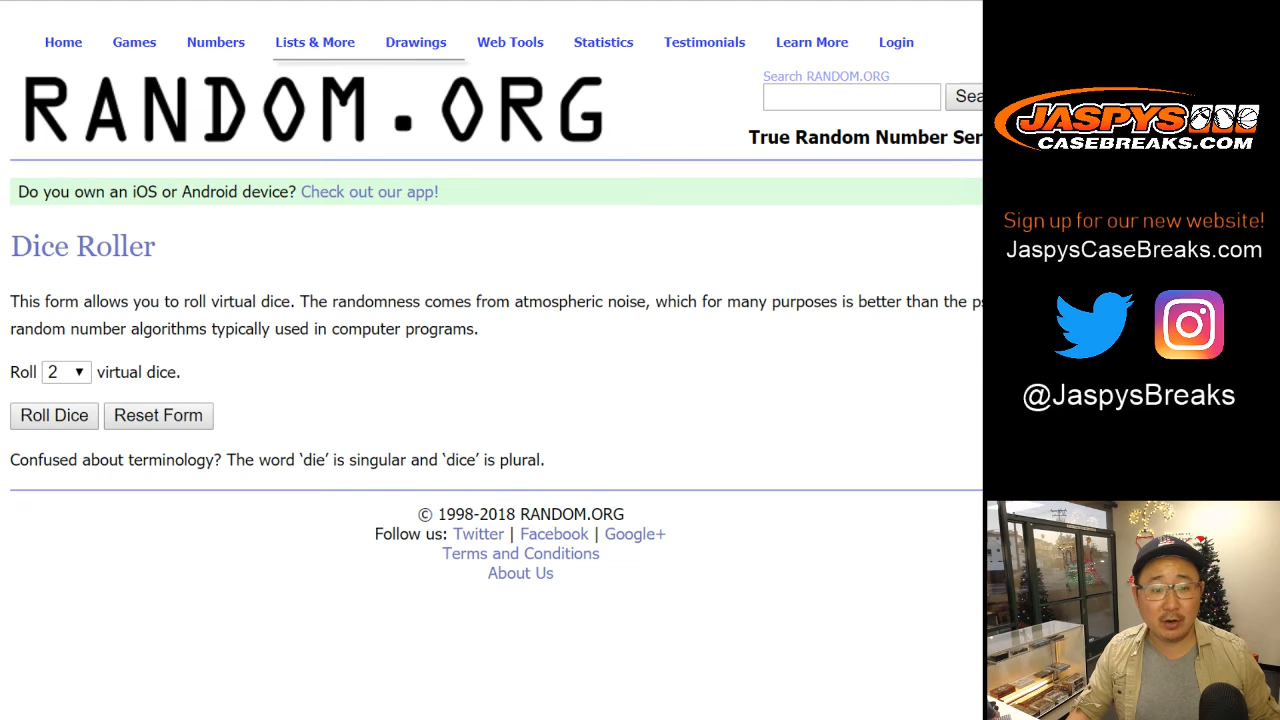 Home Games Numbers Lists & More Drawings Web Tools Statistics Testimonials Learn More Login
RANDOM.ORG
Search RANDOM.ORG
Sea
True Random Number Ser
Do you own an iOS or Android device? Check out our app!
Dice Roller
This form allows you to roll virtual dice. The randomness comes from atmospheric noise, which for many purposes is better than the ps
random number algorithms typically used in computer programs.
Roll 2 virtual dice.
Roll Dice Reset Form
Confused about terminology? The word ‘die’ is singular and ‘dice’ is plural.
© 1998-2018 RANDOM.ORG
Follow us: Twitter | Facebook | Google+
Terms and Conditions
About Us
JASPYS
CASEBREAKS.COM
Sign up for our new website!
JaspysCaseBreaks.com
@JaspysBreaks